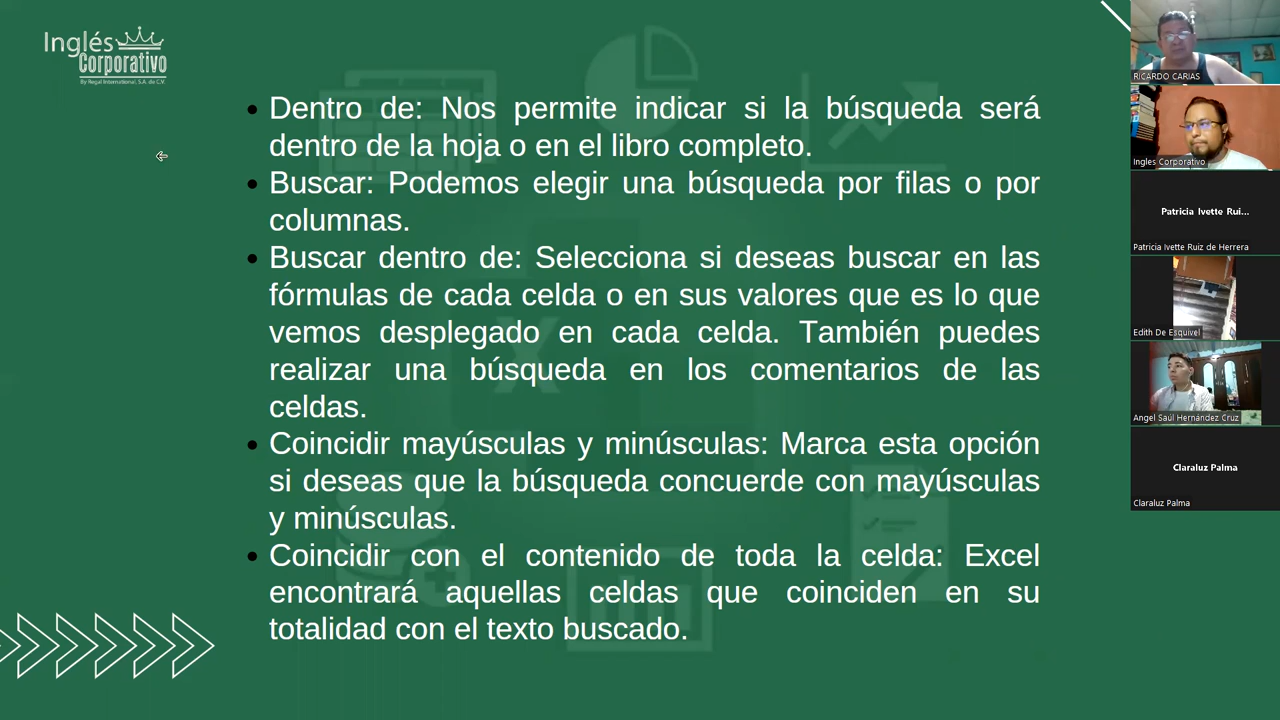 Inglés
Corporativo
By Regal International, S.A. de C.V.
Dentro de: Nos permite indicar si la búsqueda será
dentro de la hoja o en el libro completo.
Buscar: Podemos elegir una búsqueda por filas o por
columnas.
Buscar dentro de: Selecciona si deseas buscar en las
fórmulas de cada celda o en sus valores que es lo que
vemos desplegado en cada celda. También puedes
realizar una búsqueda en los comentarios de las
celdas.
Coincidir mayúsculas y minúsculas: Marca esta opción
si deseas que la búsqueda concuerde con mayúsculas
y minúsculas.
Coincidir con el contenido de toda la celda: Excel
encontrará aquellas celdas que coinciden en su
totalidad con el texto buscado.
RICARDO CARIAS
Ingles Corporativo
Patricia Ivette Rui...
Patricia Ivette Ruiz de Herrera
Edith De Esquivel
Angel Saúl Hernández Cruz
Claraluz Palma
Claraluz Palma